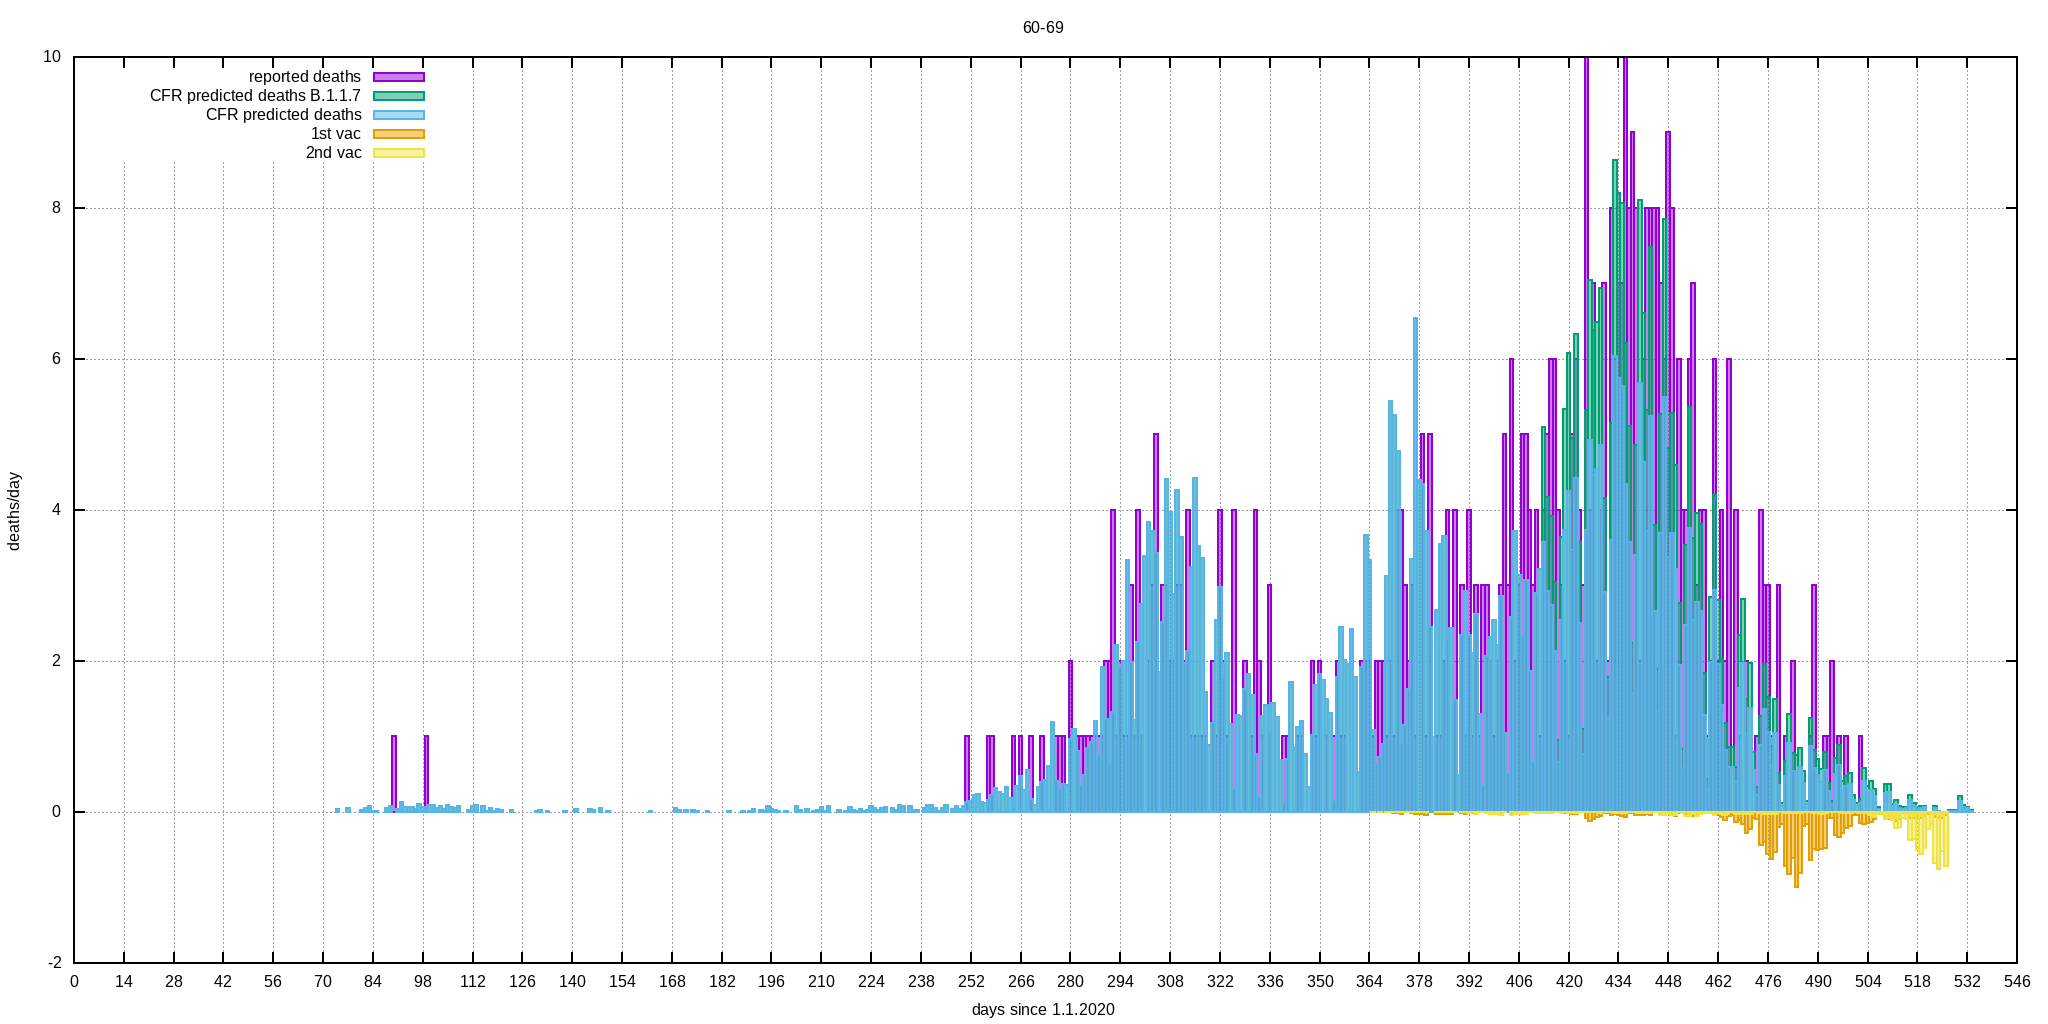 60-69
reported deaths
CFR predicted deaths B.1.1.7
CFR predicted deaths
1st vac
2nd vac
10
8
6
4
2
0
-2
deaths/day
0 14 28 42 56 70 84 98 112 126 140 154 168 182 196 210 224 238 252 266 280 294 308 322 336 350 364 378 392 406 420 434 448 462 476 490 504 518 532 546
days since 1.1.2020